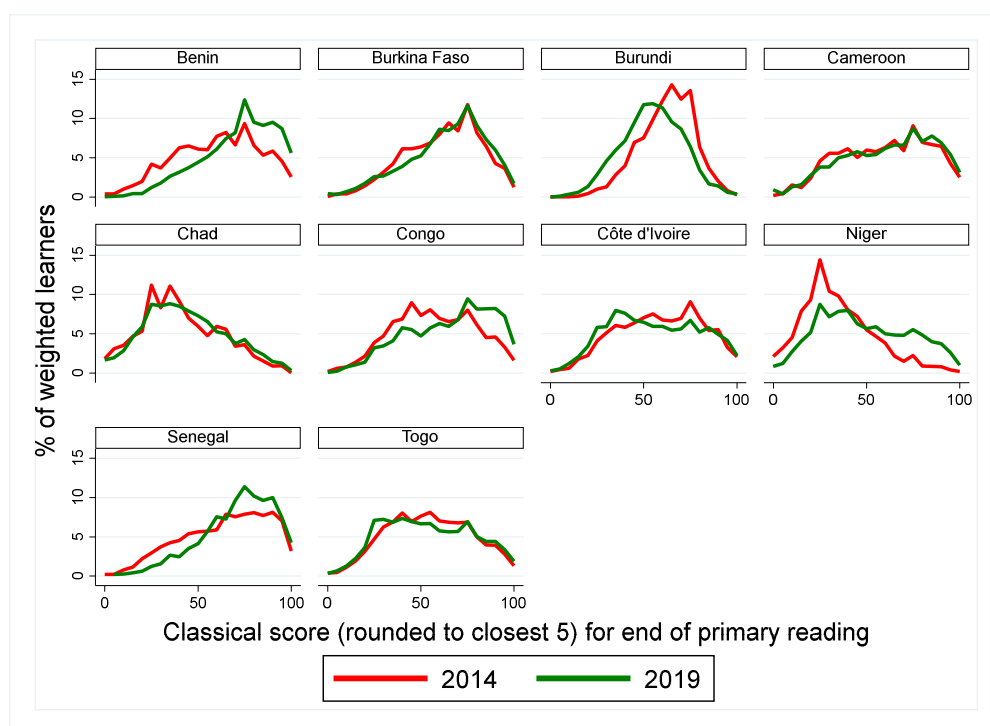 Benin
Burkina Faso
Burundi
Cameroon
15
10
5
0
Chad
Congo
Côte d'Ivoire
Niger
15
10
5
0
0
50
100
0
50
100
Senegal
Togo
15
10
5
0
0
50
100
0
50
100
% of weighted learners
Classical score (rounded to closest 5) for end of primary reading
2014
2019